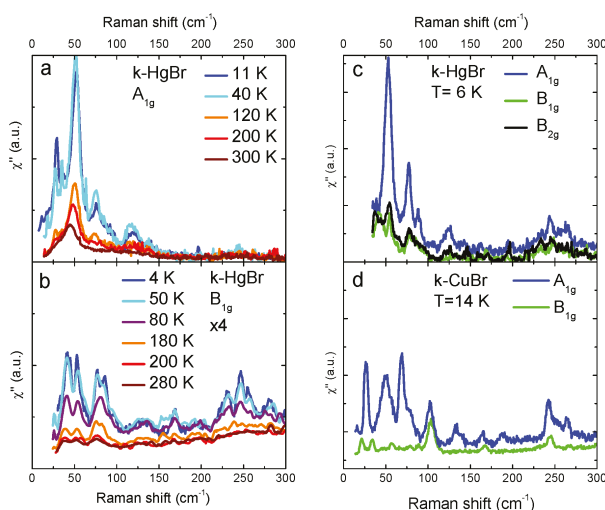 Raman shift (cm-1)
Raman shift (cm-1)
0 50 100 150 200 250 300
0 50 100 150 200 250 300
a
k-HgBr
A1g
11 K
40 K
120 K
200 K
300 K
χ'' (a.u.)
c
k-HgBr
T= 6 K
A1g
B1g
B2g
χ'' (a.u.)
b
4 K
50 K
80 K
180 K
200 K
280 K
k-HgBr
B1g
x4
χ'' (a.u.)
d
k-CuBr
T=14 K
A1g
B1g
χ'' (a.u.)
0 50 100 150 200 250 300
0 50 100 150 200 250 300
Raman shift (cm-1)
Raman shift (cm-1)